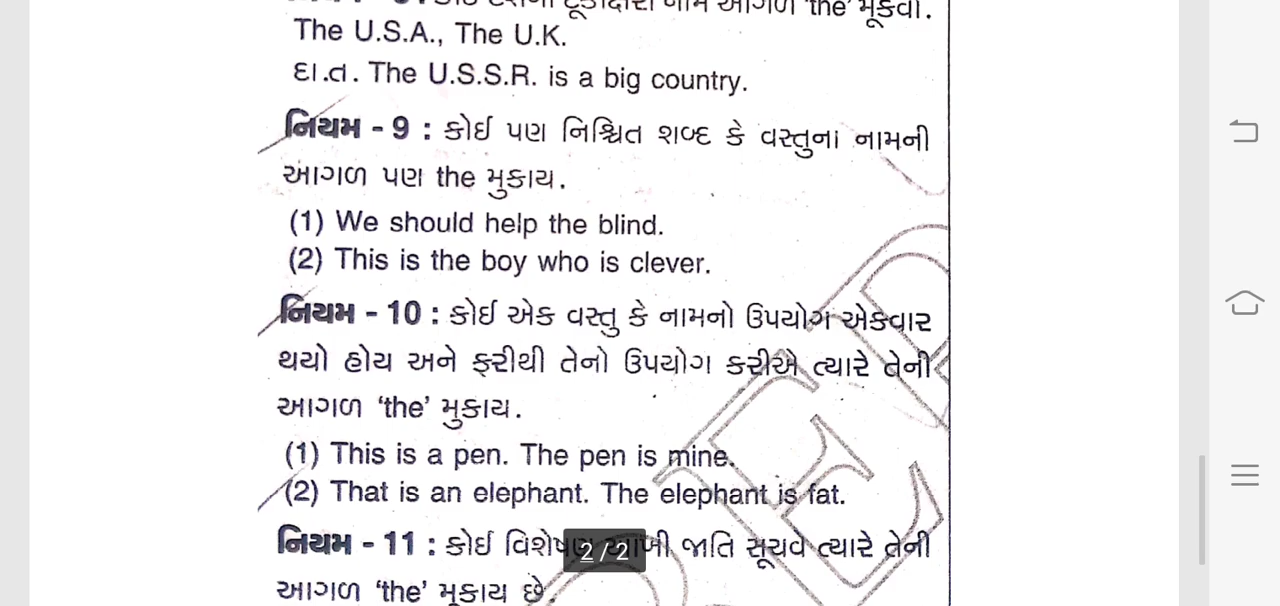 આગળ 'the' મૂકવો.
The U.S.A., The U.K.
દા.ત. The U.S.S.R. is a big country.
નિયમ - 9 : કોઈ પણ નિશ્ચિત શબ્દ કે વસ્તુના નામની
આગળ પણ the મુકાય.
(1) We should help the blind.
(2) This is the boy who is clever.
નિયમ - 10 : કોઈ એક વસ્તુ કે નામનો ઉપયોગ એકવાર
થયો હોય અને ફરીથી તેનો ઉપયોગ કરીએ ત્યારે તેની
આગળ 'the' મુકાય.
(1) This is a pen. The pen is mine.
(2) That is an elephant. The elephant is fat.
નિયમ - 11 : કોઈ જાતિ સૂચવે ત્યારે તેની
2 / 2
આગળ 'the' મૂકાય છે.